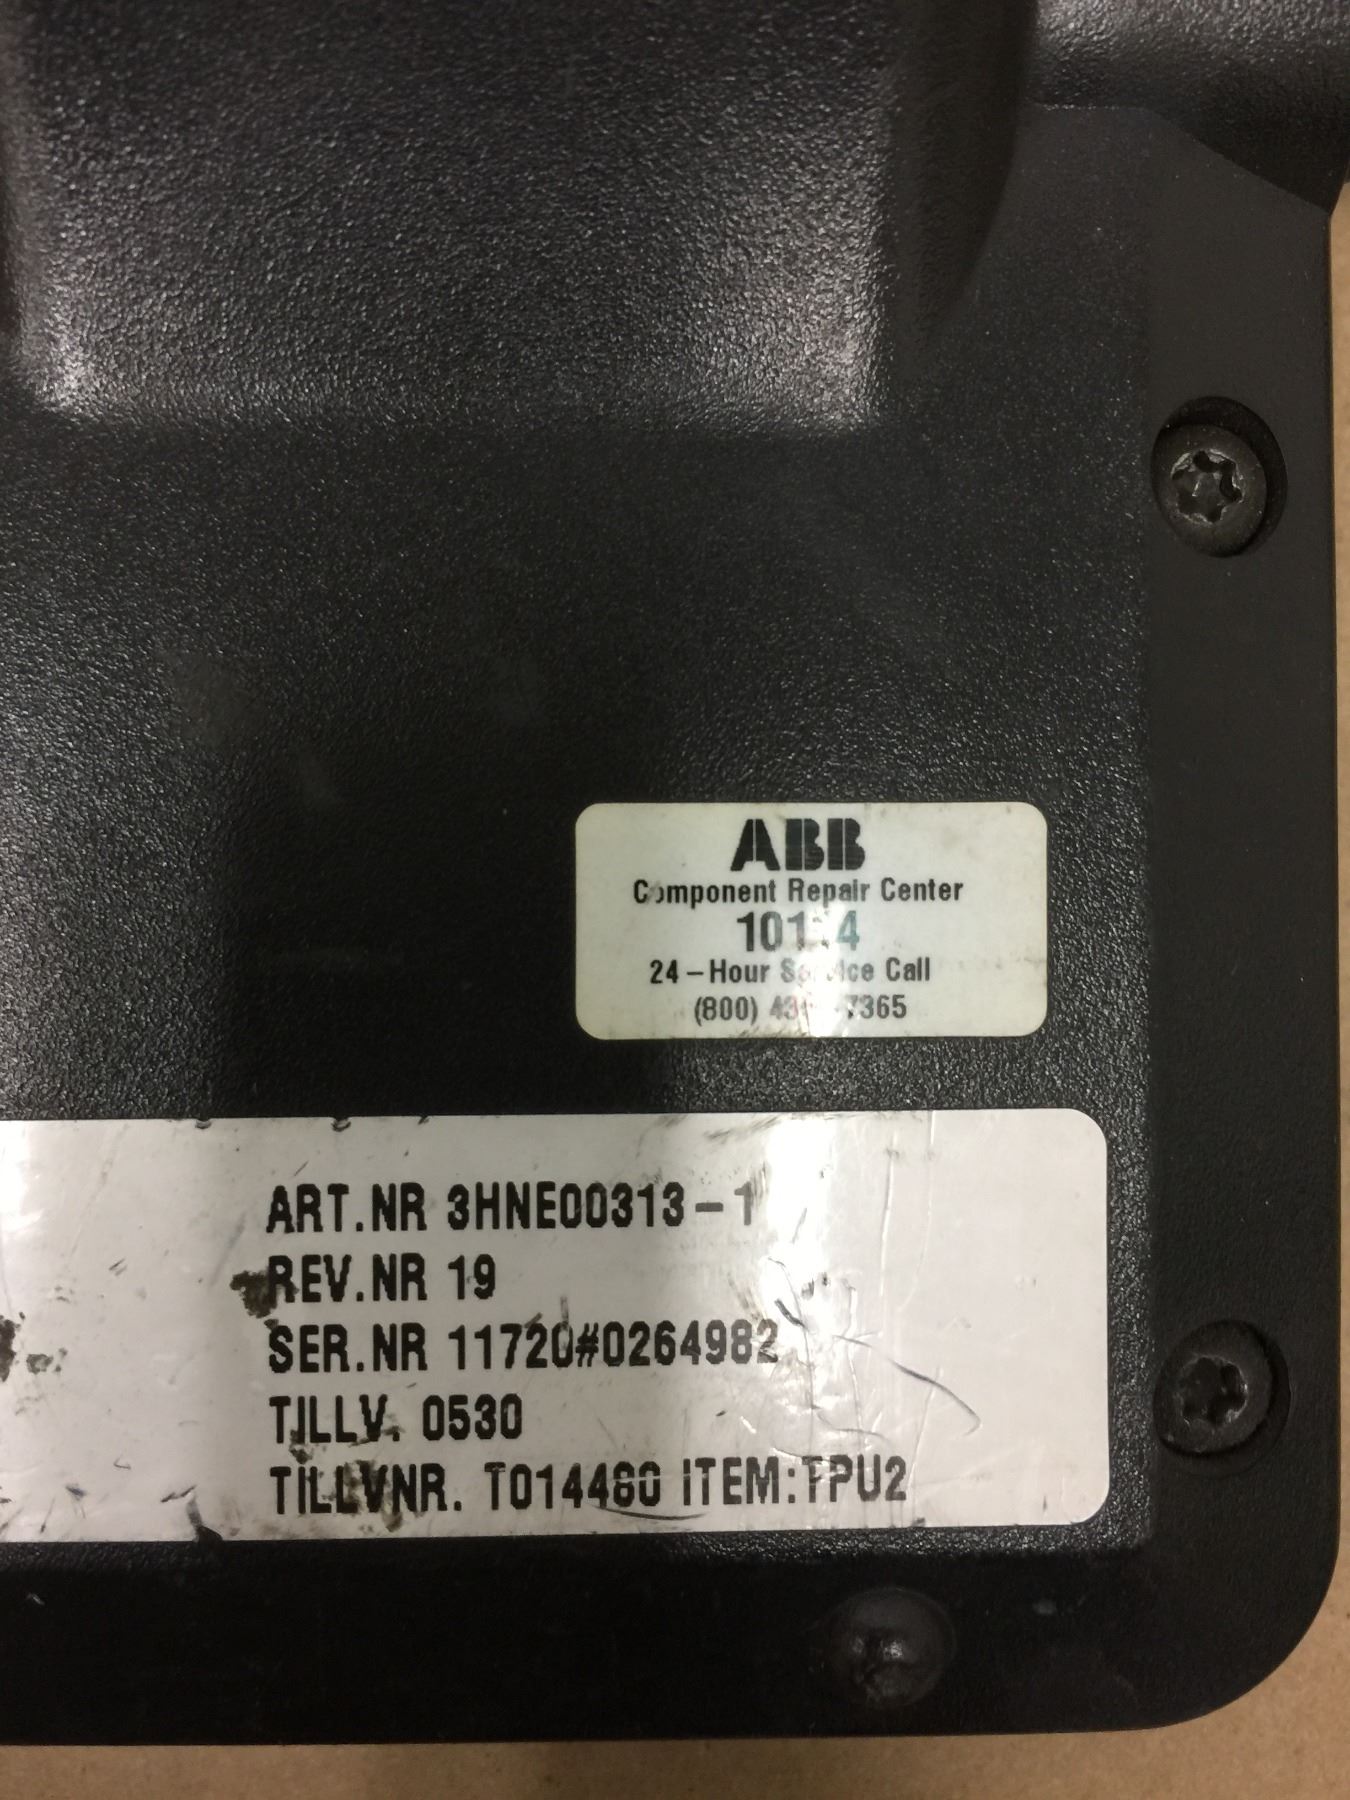 ABB
Component Repair Center
24-Hour Service Call
(800)
ART.NR 3HNE00313-1
REV.NR 19
SER.NR 11720#0264982
TILLV. 0530
TILLVNR. T014480 ITEM:TPU2